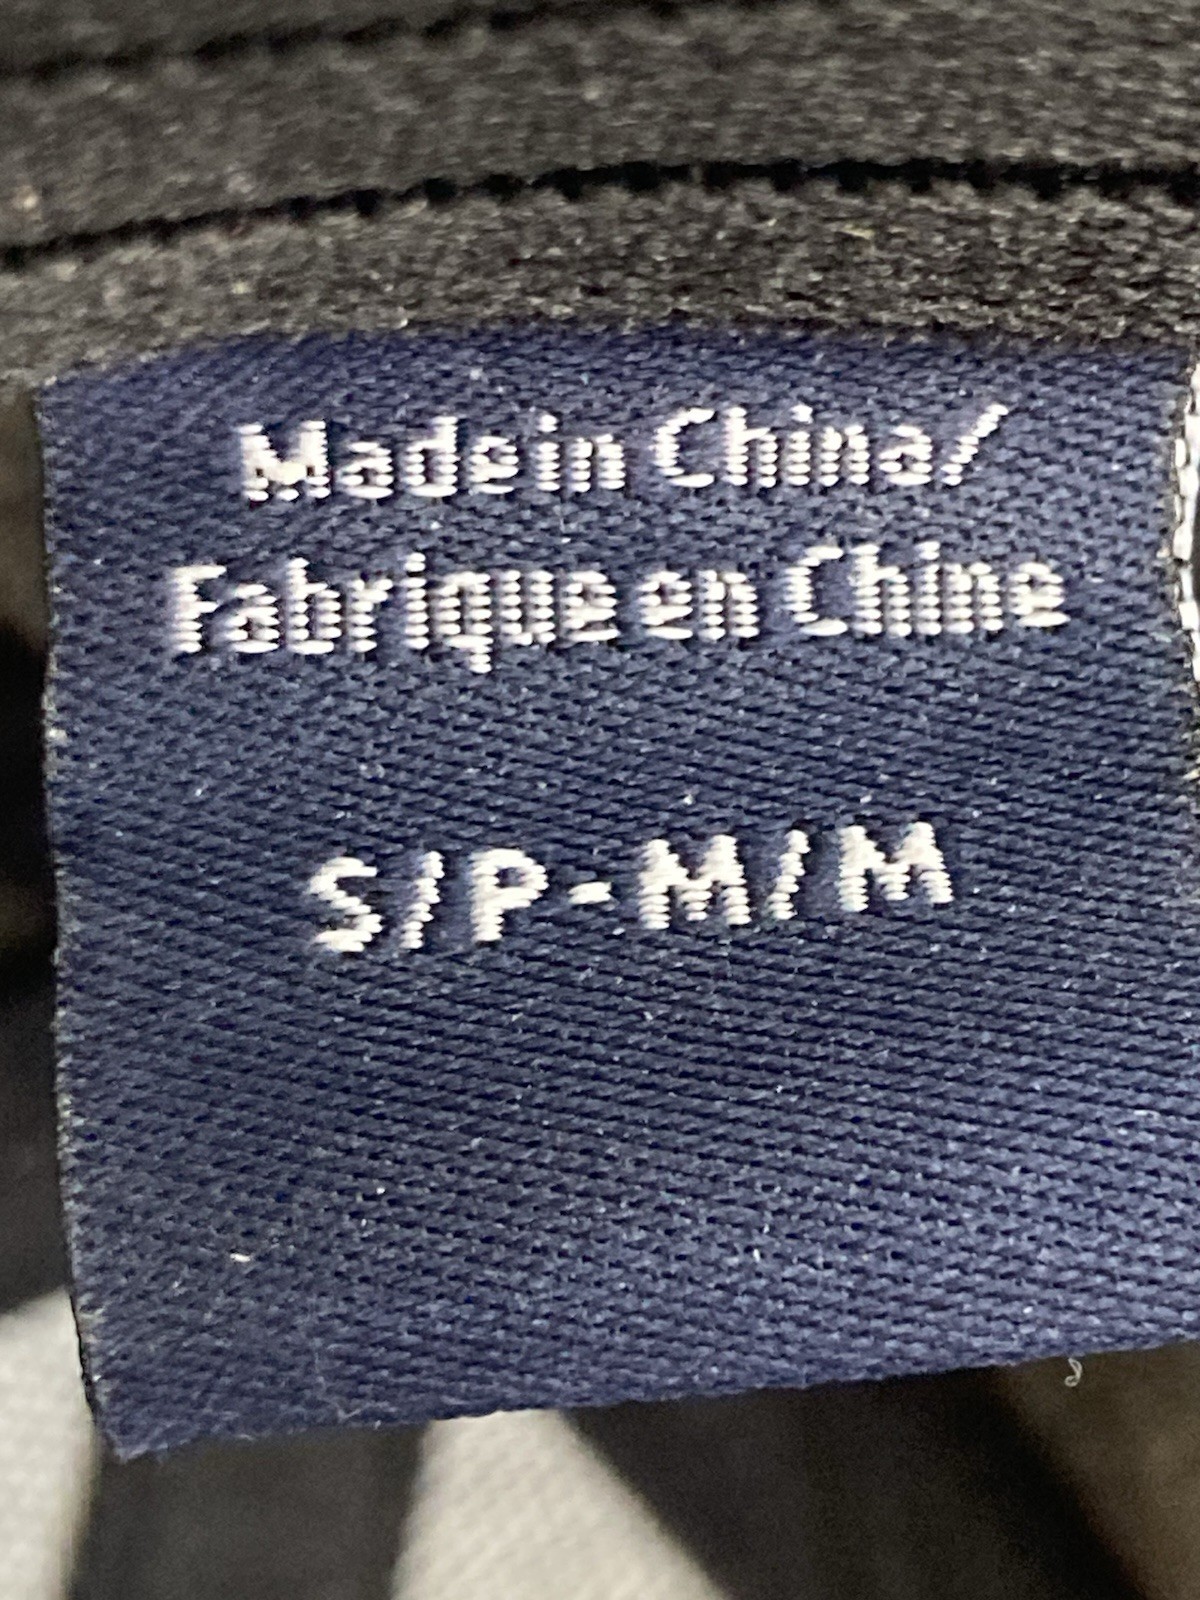 Made in China/
Fabrique en Chine
S/P-M/M